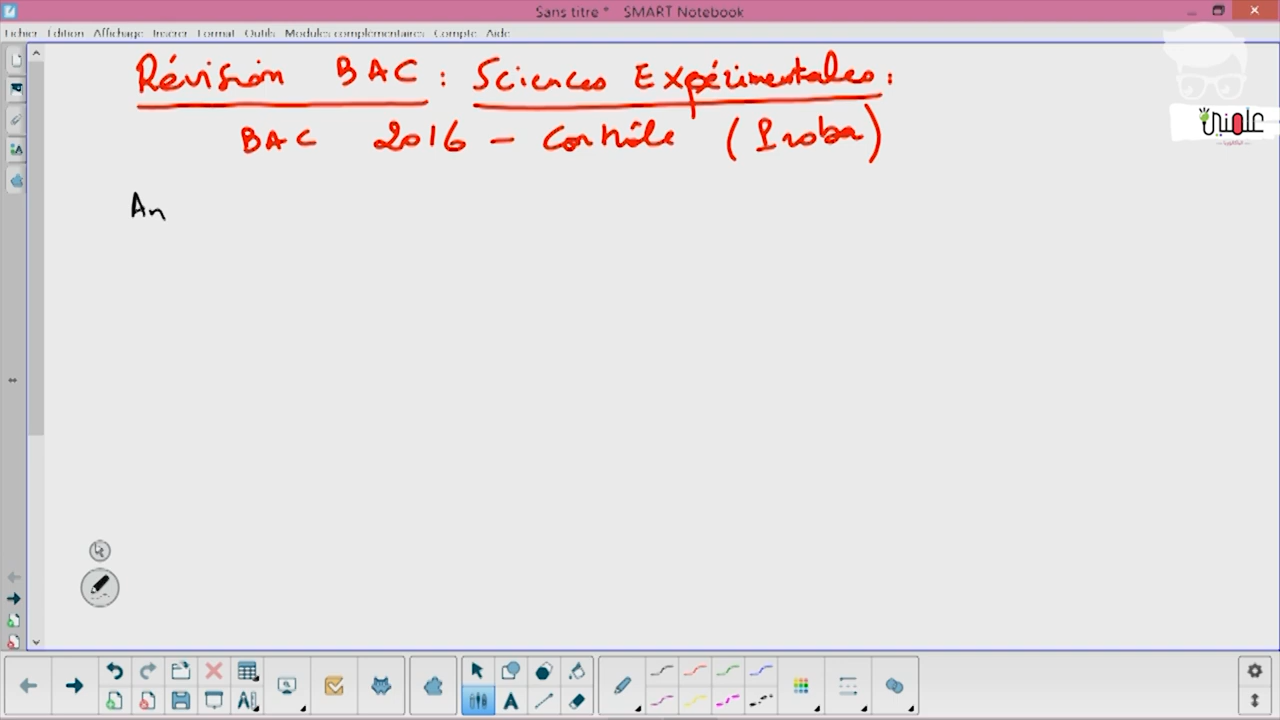 Sans titre * SMART Notebook
Fichier Édition Affichage Insérer Format Outils Modules complémentaires Compte Aide
Révision BAC : Sciences Expérimentales :
BAC 2016 - Contrôle (Proba)
علمني
An